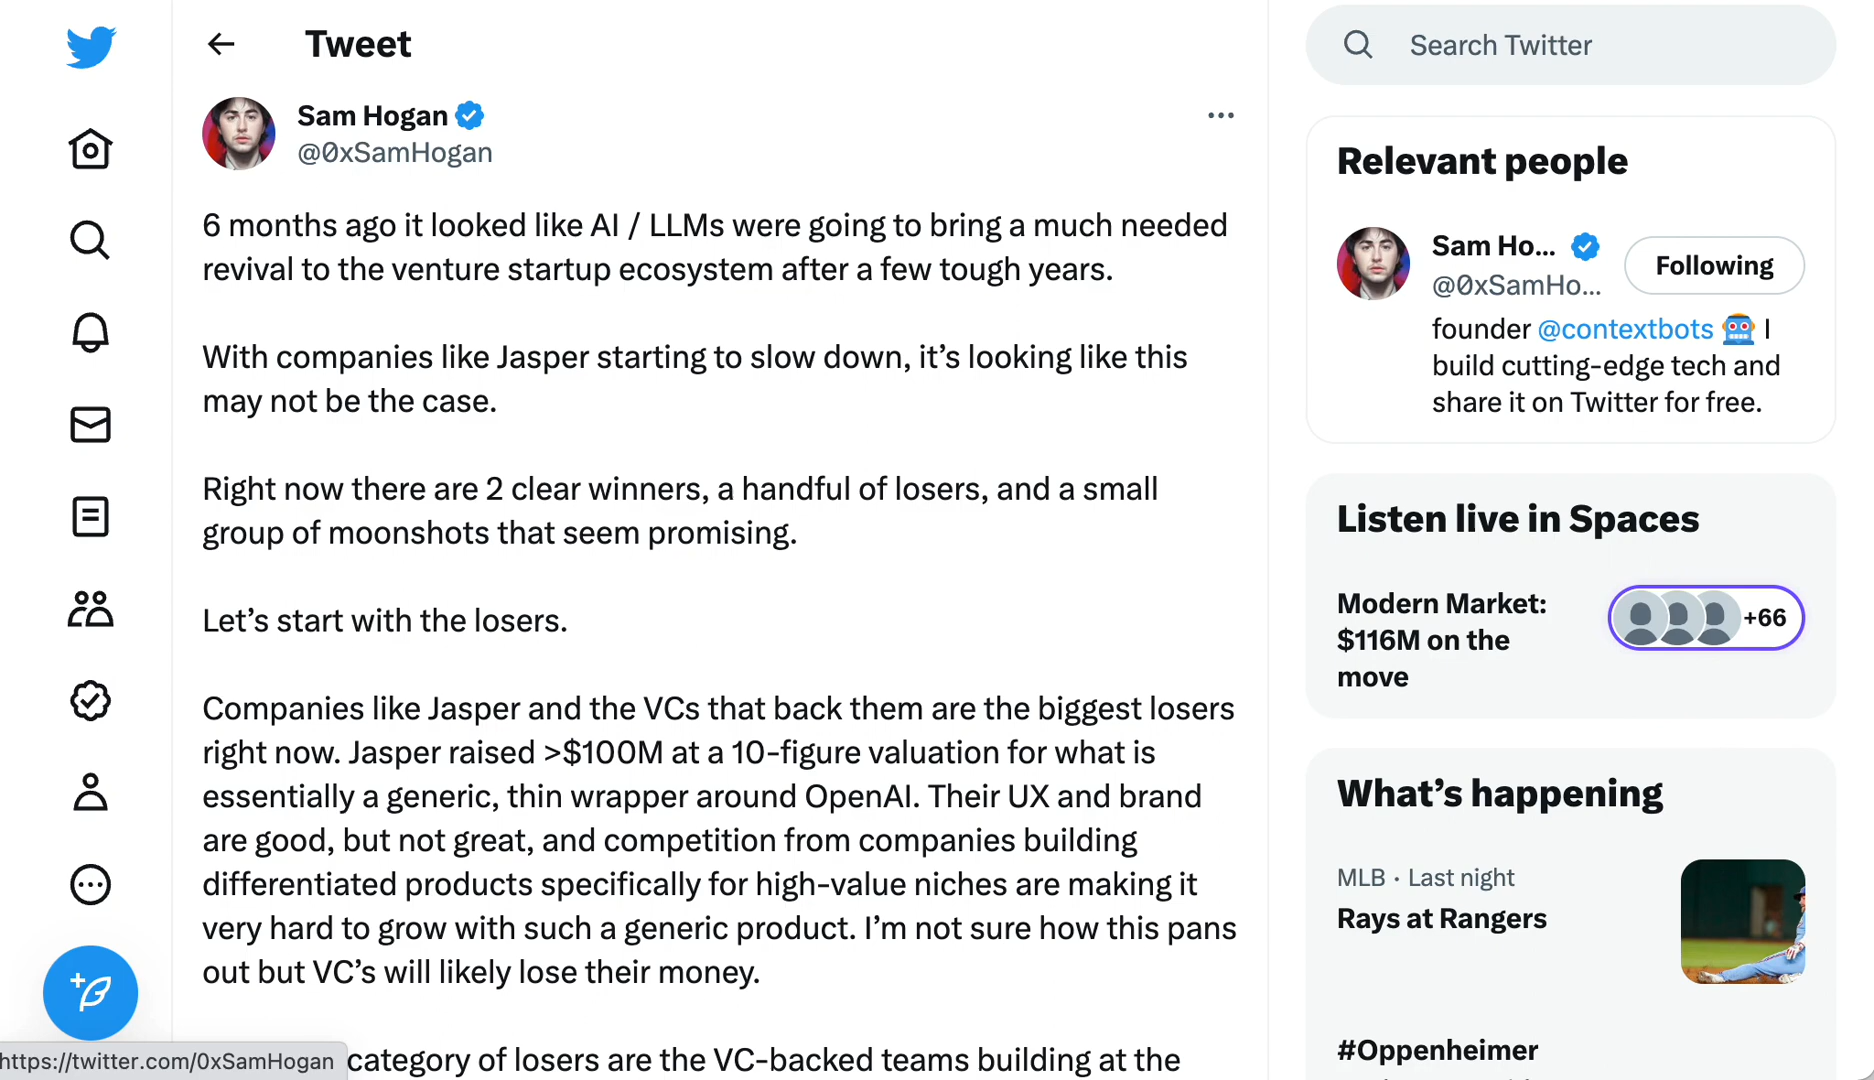 Tweet
Sam Hogan
@0xSamHogan
6 months ago it looked like AI / LLMs were going to bring a much needed
revival to the venture startup ecosystem after a few tough years.
With companies like Jasper starting to slow down, it’s looking like this
may not be the case.
Right now there are 2 clear winners, a handful of losers, and a small
group of moonshots that seem promising.
Let’s start with the losers.
Companies like Jasper and the VCs that back them are the biggest losers
right now. Jasper raised >$100M at a 10-figure valuation for what is
essentially a generic, thin wrapper around OpenAI. Their UX and brand
are good, but not great, and competition from companies building
differentiated products specifically for high-value niches are making it
very hard to grow with such a generic product. I’m not sure how this pans
out but VC’s will likely lose their money.
category of losers are the VC-backed teams building at the
https://twitter.com/0xSamHogan
Search Twitter
Relevant people
Sam Ho...
@0xSamHo...
Following
founder @contextbots 🤖 I
build cutting-edge tech and
share it on Twitter for free.
Listen live in Spaces
Modern Market:
$116M on the
move
+66
What’s happening
MLB · Last night
Rays at Rangers
#Oppenheimer